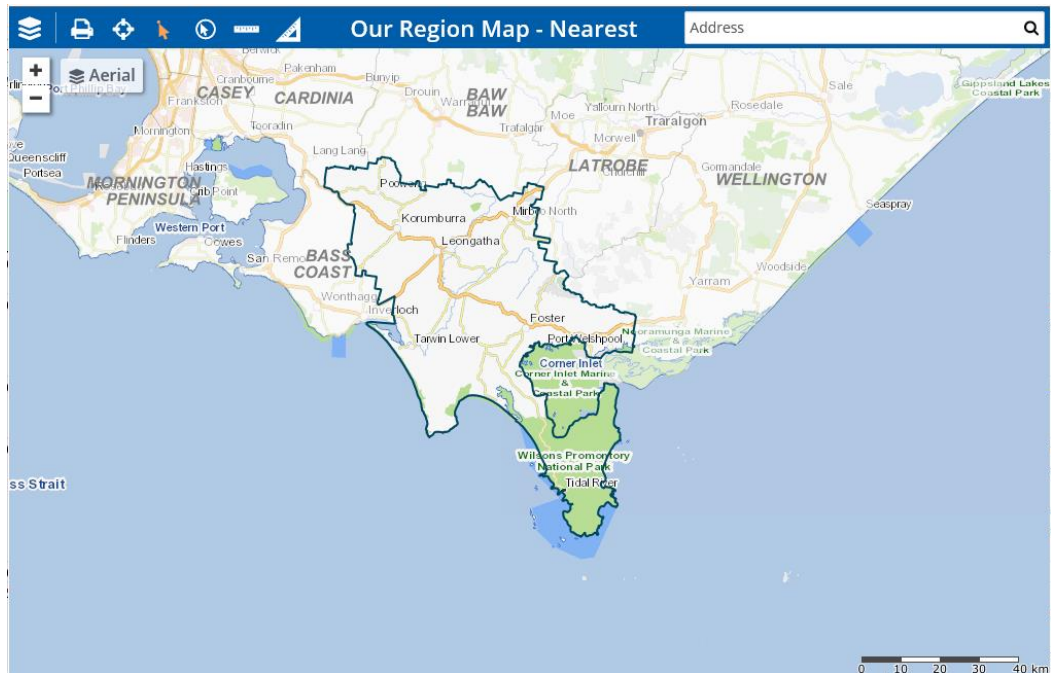 Our Region Map - Nearest
Address
+
Aerial
−
Berwick
Pakenham
Bunyip
Cranbourne
CASEY
CARDINIA
Drouin
Warragul
BAW
BAW
Moe
Yallourn North
Traralgon
Rosedale
Sale
Gippsland Lakes
Coastal Park
Port Phillip Bay
Frankston
Mornington
Tooradin
Trafalgar
Morwell
Queenscliff
Portsea
Lang Lang
Hastings
LATROBE
Churchill
Gormandale
WELLINGTON
MORNINGTON
PENINSULA
Crib Point
Poowong
Mirboo North
Seaspray
Western Port
Korumburra
Flinders
Cowes
Leongatha
San Remo
BASS
COAST
Woodside
Yarram
Wonthaggi
Inverloch
Foster
Tarwin Lower
Port Welshpool
Nooramunga Marine
&
Coastal Park
Corner Inlet
Corner Inlet Marine
&
Coastal Park
Wilsons Promontory
National Park
Tidal River
ss Strait
0 10 20 30 40 km